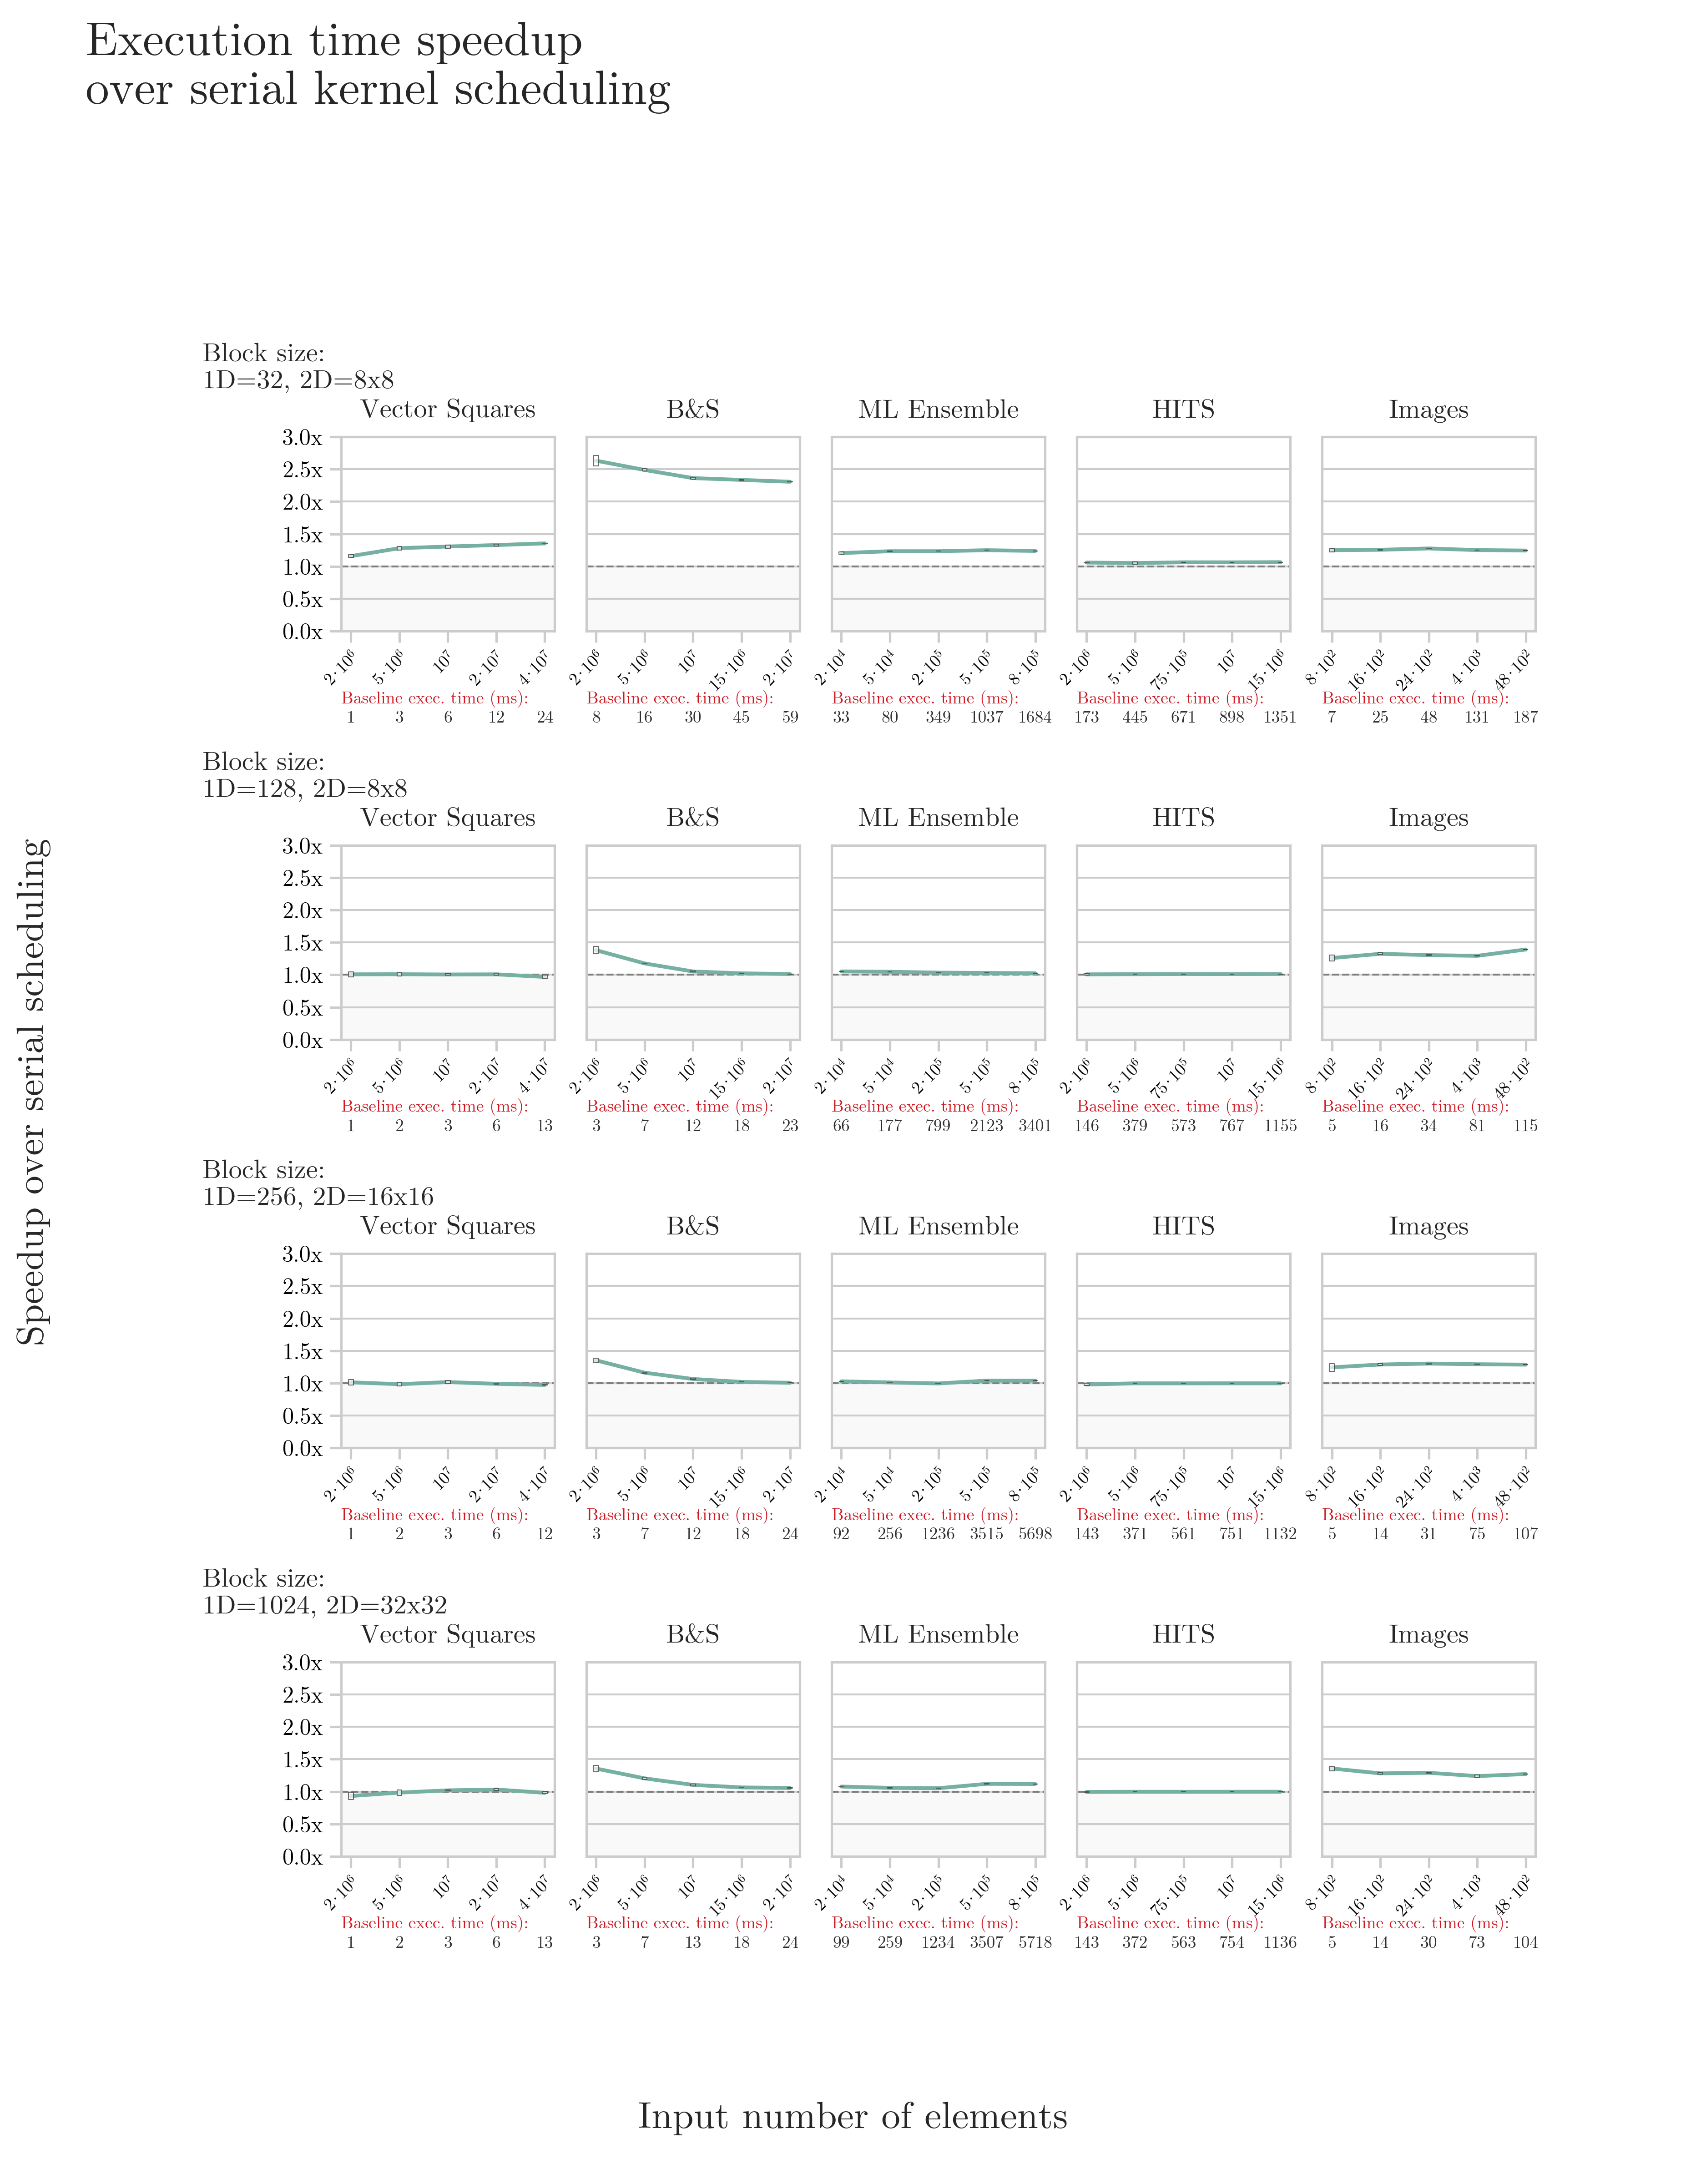 Execution time speedup
over serial kernel scheduling
Speedup over serial scheduling
Block size:
1D=32, 2D=8x8
Vector Squares B&S ML Ensemble HITS Images
3.0x
2.5x
2.0x
1.5x
1.0x
0.5x
0.0x
2·10⁶ 5·10⁶ 10⁷ 2·10⁷ 4·10⁷ 2·10⁶ 5·10⁶ 10⁷ 15·10⁶ 2·10⁷ 2·10⁴ 5·10⁴ 2·10⁵ 5·10⁵ 8·10⁵ 2·10⁶ 5·10⁶ 75·10⁵ 10⁷ 15·10⁶ 8·10² 16·10² 24·10² 4·10³ 48·10²
Baseline exec. time (ms): Baseline exec. time (ms): Baseline exec. time (ms): Baseline exec. time (ms): Baseline exec. time (ms):
1 3 6 12 24 8 16 30 45 59 33 80 349 1037 1684 173 445 671 898 1351 7 25 48 131 187
Block size:
1D=128, 2D=8x8
Vector Squares B&S ML Ensemble HITS Images
3.0x
2.5x
2.0x
1.5x
1.0x
0.5x
0.0x
2·10⁶ 5·10⁶ 10⁷ 2·10⁷ 4·10⁷ 2·10⁶ 5·10⁶ 10⁷ 15·10⁶ 2·10⁷ 2·10⁴ 5·10⁴ 2·10⁵ 5·10⁵ 8·10⁵ 2·10⁶ 5·10⁶ 75·10⁵ 10⁷ 15·10⁶ 8·10² 16·10² 24·10² 4·10³ 48·10²
Baseline exec. time (ms): Baseline exec. time (ms): Baseline exec. time (ms): Baseline exec. time (ms): Baseline exec. time (ms):
1 2 3 6 13 3 7 12 18 23 66 177 799 2123 3401 146 379 573 767 1155 5 16 34 81 115
Block size:
1D=256, 2D=16x16
Vector Squares B&S ML Ensemble HITS Images
3.0x
2.5x
2.0x
1.5x
1.0x
0.5x
0.0x
2·10⁶ 5·10⁶ 10⁷ 2·10⁷ 4·10⁷ 2·10⁶ 5·10⁶ 10⁷ 15·10⁶ 2·10⁷ 2·10⁴ 5·10⁴ 2·10⁵ 5·10⁵ 8·10⁵ 2·10⁶ 5·10⁶ 75·10⁵ 10⁷ 15·10⁶ 8·10² 16·10² 24·10² 4·10³ 48·10²
Baseline exec. time (ms): Baseline exec. time (ms): Baseline exec. time (ms): Baseline exec. time (ms): Baseline exec. time (ms):
1 2 3 6 12 3 7 12 18 24 92 256 1236 3515 5698 143 371 561 751 1132 5 14 31 75 107
Block size:
1D=1024, 2D=32x32
Vector Squares B&S ML Ensemble HITS Images
3.0x
2.5x
2.0x
1.5x
1.0x
0.5x
0.0x
2·10⁶ 5·10⁶ 10⁷ 2·10⁷ 4·10⁷ 2·10⁶ 5·10⁶ 10⁷ 15·10⁶ 2·10⁷ 2·10⁴ 5·10⁴ 2·10⁵ 5·10⁵ 8·10⁵ 2·10⁶ 5·10⁶ 75·10⁵ 10⁷ 15·10⁶ 8·10² 16·10² 24·10² 4·10³ 48·10²
Baseline exec. time (ms): Baseline exec. time (ms): Baseline exec. time (ms): Baseline exec. time (ms): Baseline exec. time (ms):
1 2 3 6 13 3 7 13 18 24 99 259 1234 3507 5718 143 372 563 754 1136 5 14 30 73 104
Input number of elements